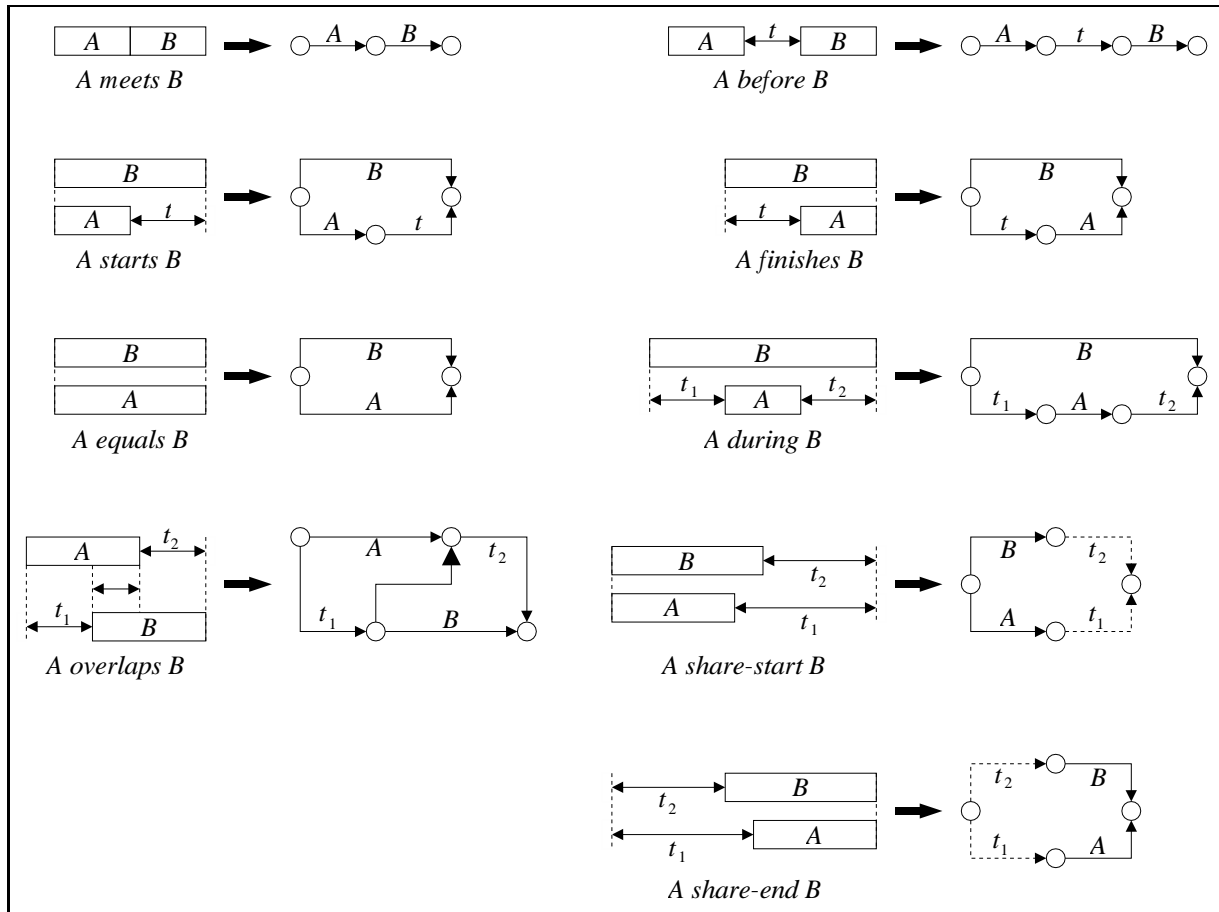 A B A B
A meets B
A t B A t B
A before B
B B
A t A t
A starts B
B B
t A t A
A finishes B
B B
A A
A equals B
B B
t1 A t2 t1 A t2
A during B
A t2 A t2
t1 B t1 B
A overlaps B
B t2 B t2
A t1 A t1
A share-start B
t2 B t2 B
t1 A t1 A
A share-end B